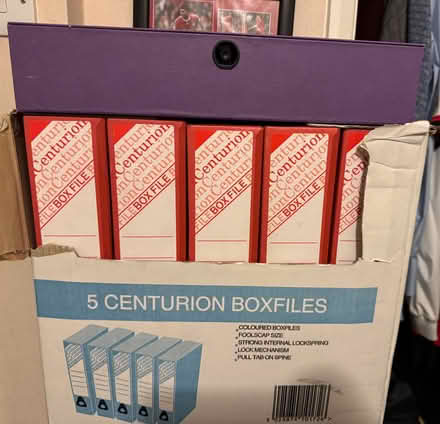 Centurion
BOX FILE
Centurion
BOX FILE
Centurion
BOX FILE
Centurion
BOX FILE
5 CENTURION BOXFILES
COLOURED BOXFILES
FOOLSCAP SIZE
STRONG INTERNAL LOCKSPRING
LOCK MECHANISM
PULL TAB ON SPINE